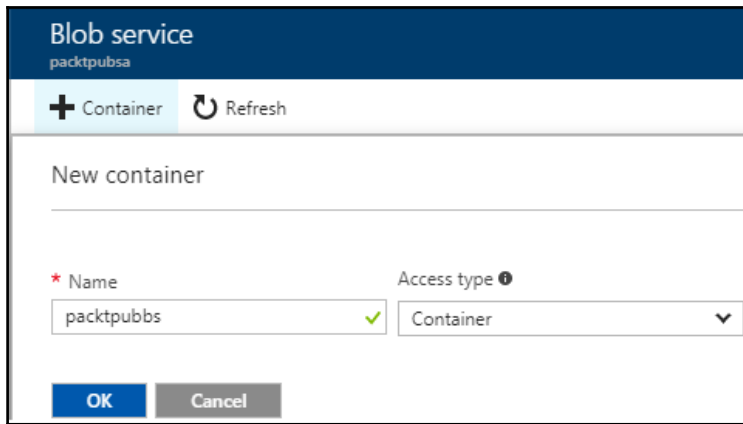 Blob service
packtpubsa
Container Refresh
New container
* Name Access type
packtpubbs Container
OK Cancel